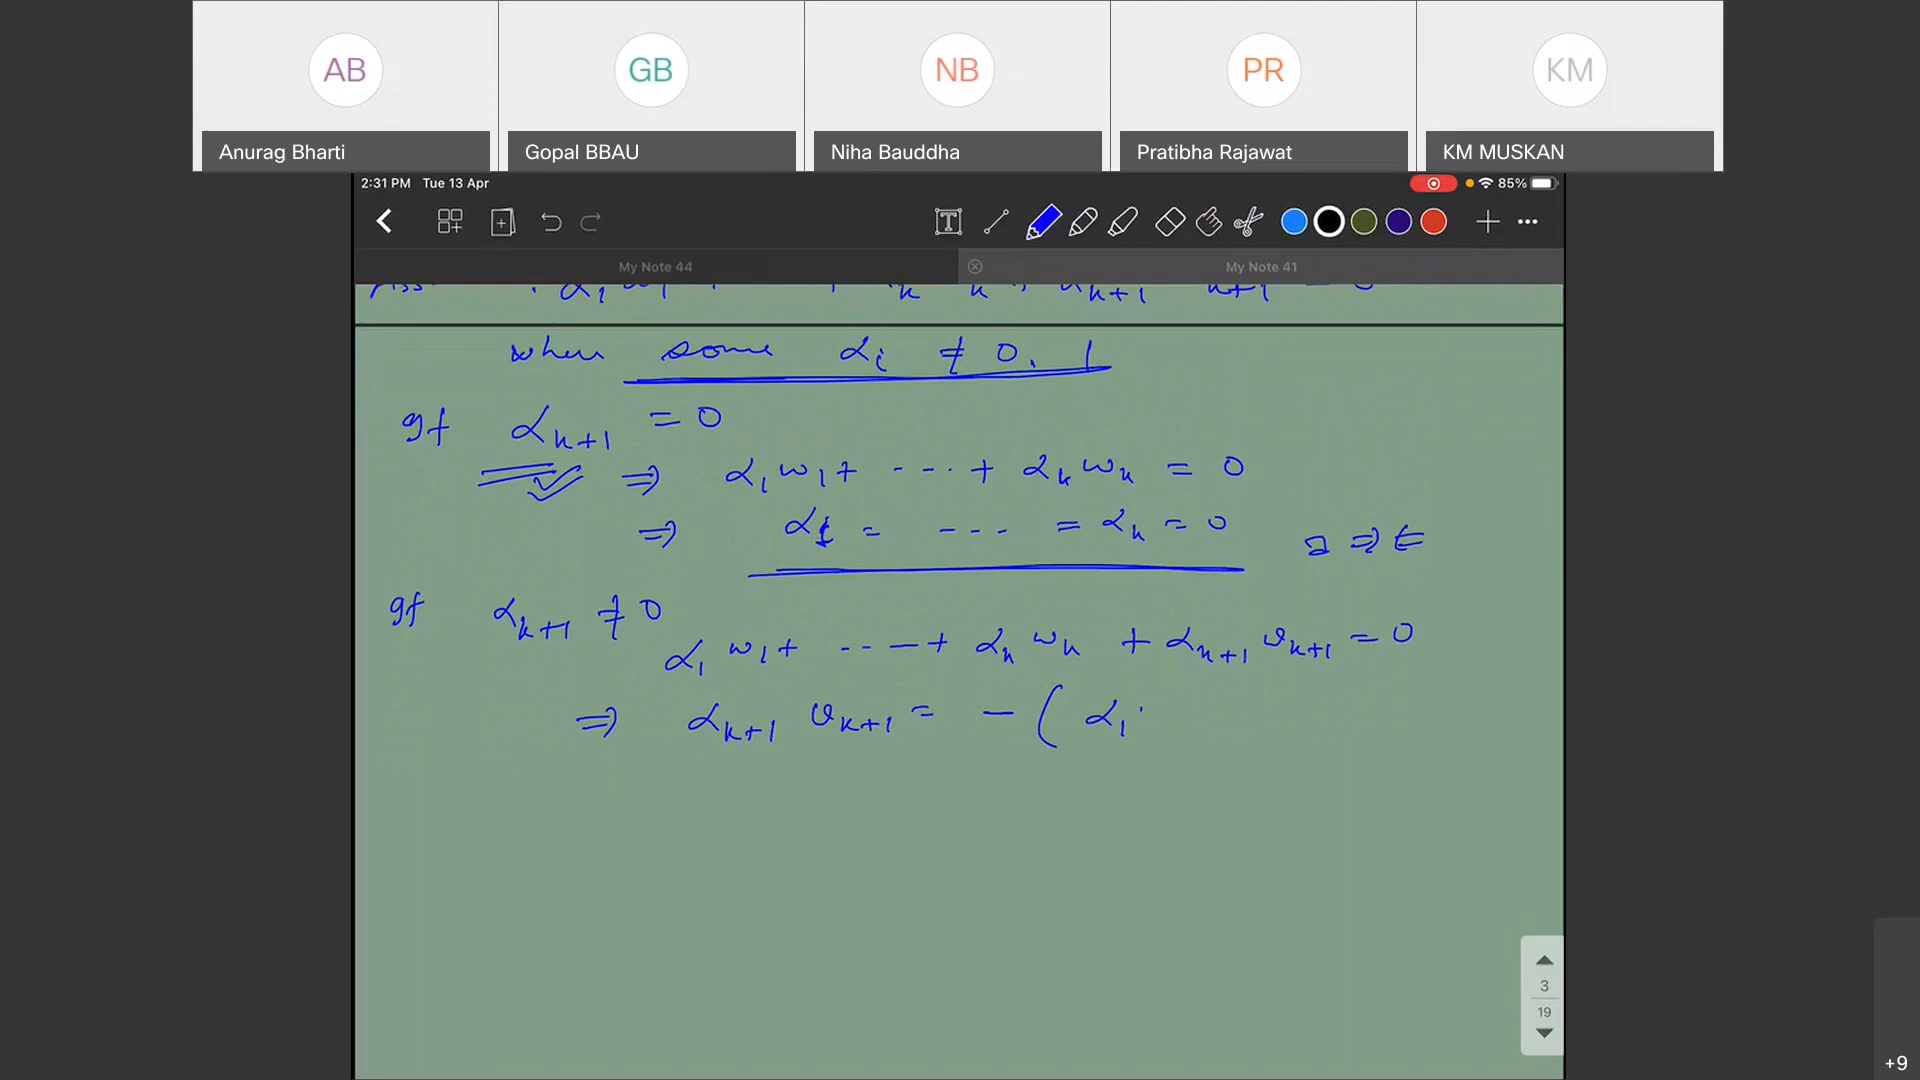 AB GB NB PR KM
Anurag Bharti Gopal BBAU Niha Bauddha Pratibha Rajawat KM MUSKAN
2:31 PM Tue 13 Apr 85%
My Note 44 My Note 41
where some αᵢ ≠ 0.
If αₖ₊₁ = 0
⇒ α₁w₁ + ---- + αₖwₖ = 0
⇒ α₁ = --- = αₖ = 0 a ⇒⇐
If αₖ₊₁ ≠ 0
α₁w₁ + ---- + αₖwₖ + αₖ₊₁vₖ₊₁ = 0
⇒ αₖ₊₁ vₖ₊₁ = - ( α₁
3
19
+9